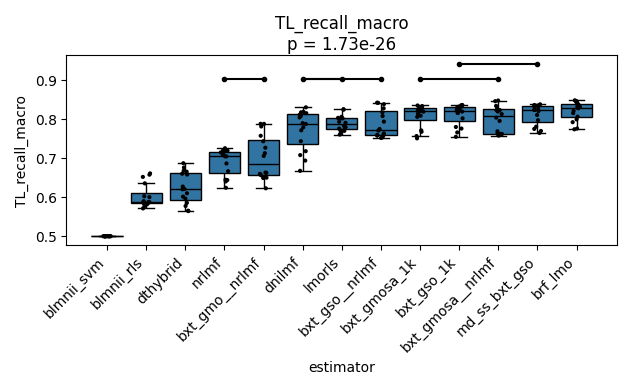 TL_recall_macro
p = 1.73e-26
TL_recall_macro
0.9
0.8
0.7
0.6
0.5
blmnii_svm
blmnii_rls
dthybrid
nrlmf
bxt_gmo__nrlmf
dnilmf
lmorls
bxt_gso__nrlmf
bxt_gmosa_1k
bxt_gso_1k
bxt_gmosa__nrlmf
md_ss_bxt_gso
brf_lmo
estimator